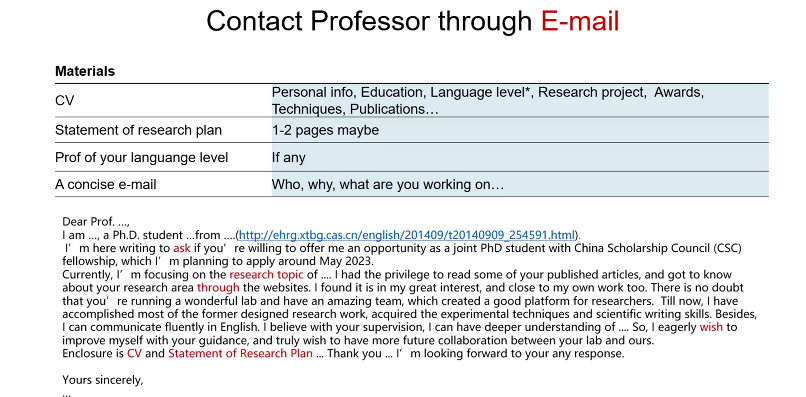 Contact Professor through E-mail
Materials
CV
Personal info, Education, Language level*, Research project, Awards,
Techniques, Publications…
Statement of research plan
1-2 pages maybe
Prof of your languange level
If any
A concise e-mail
Who, why, what are you working on…
Dear Prof. …,
I am …, a Ph.D. student …from ….(http://ehrg.xtbg.cas.cn/english/201409/t20140909_254591.html).
I’m here writing to ask if you’re willing to offer me an opportunity as a joint PhD student with China Scholarship Council (CSC)
fellowship, which I’m planning to apply around May 2023.
Currently, I’m focusing on the research topic of …. I had the privilege to read some of your published articles, and got to know
about your research area through the websites. I found it is in my great interest, and close to my own work too. There is no doubt
that you’re running a wonderful lab and have an amazing team, which created a good platform for researchers. Till now, I have
accomplished most of the former designed research work, acquired the experimental techniques and scientific writing skills. Besides,
I can communicate fluently in English. I believe with your supervision, I can have deeper understanding of …. So, I eagerly wish to
improve myself with your guidance, and truly wish to have more future collaboration between your lab and ours.
Enclosure is CV and Statement of Research Plan … Thank you … I’m looking forward to your any response.
Yours sincerely,
…